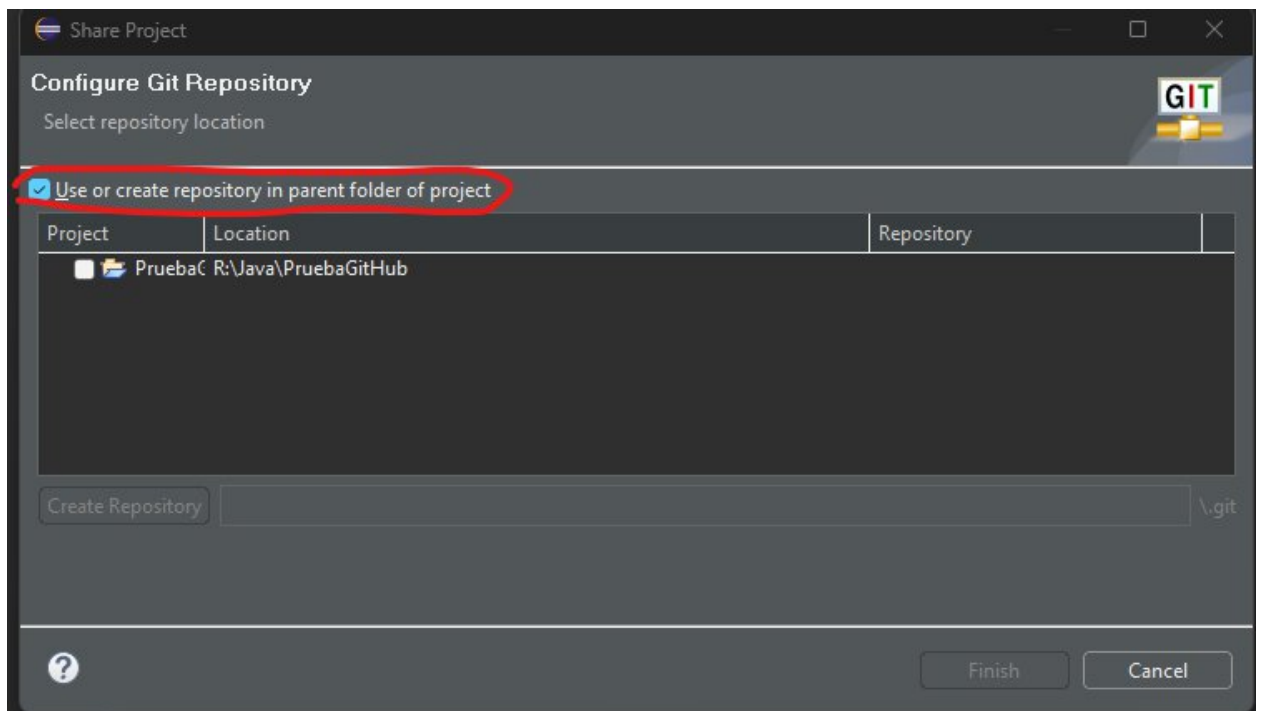 Share Project
Configure Git Repository
GIT
Select repository location
Use or create repository in parent folder of project
Project Location Repository
Prueba R:\Java\PruebaGitHub
Create Repository \.git
? Finish Cancel